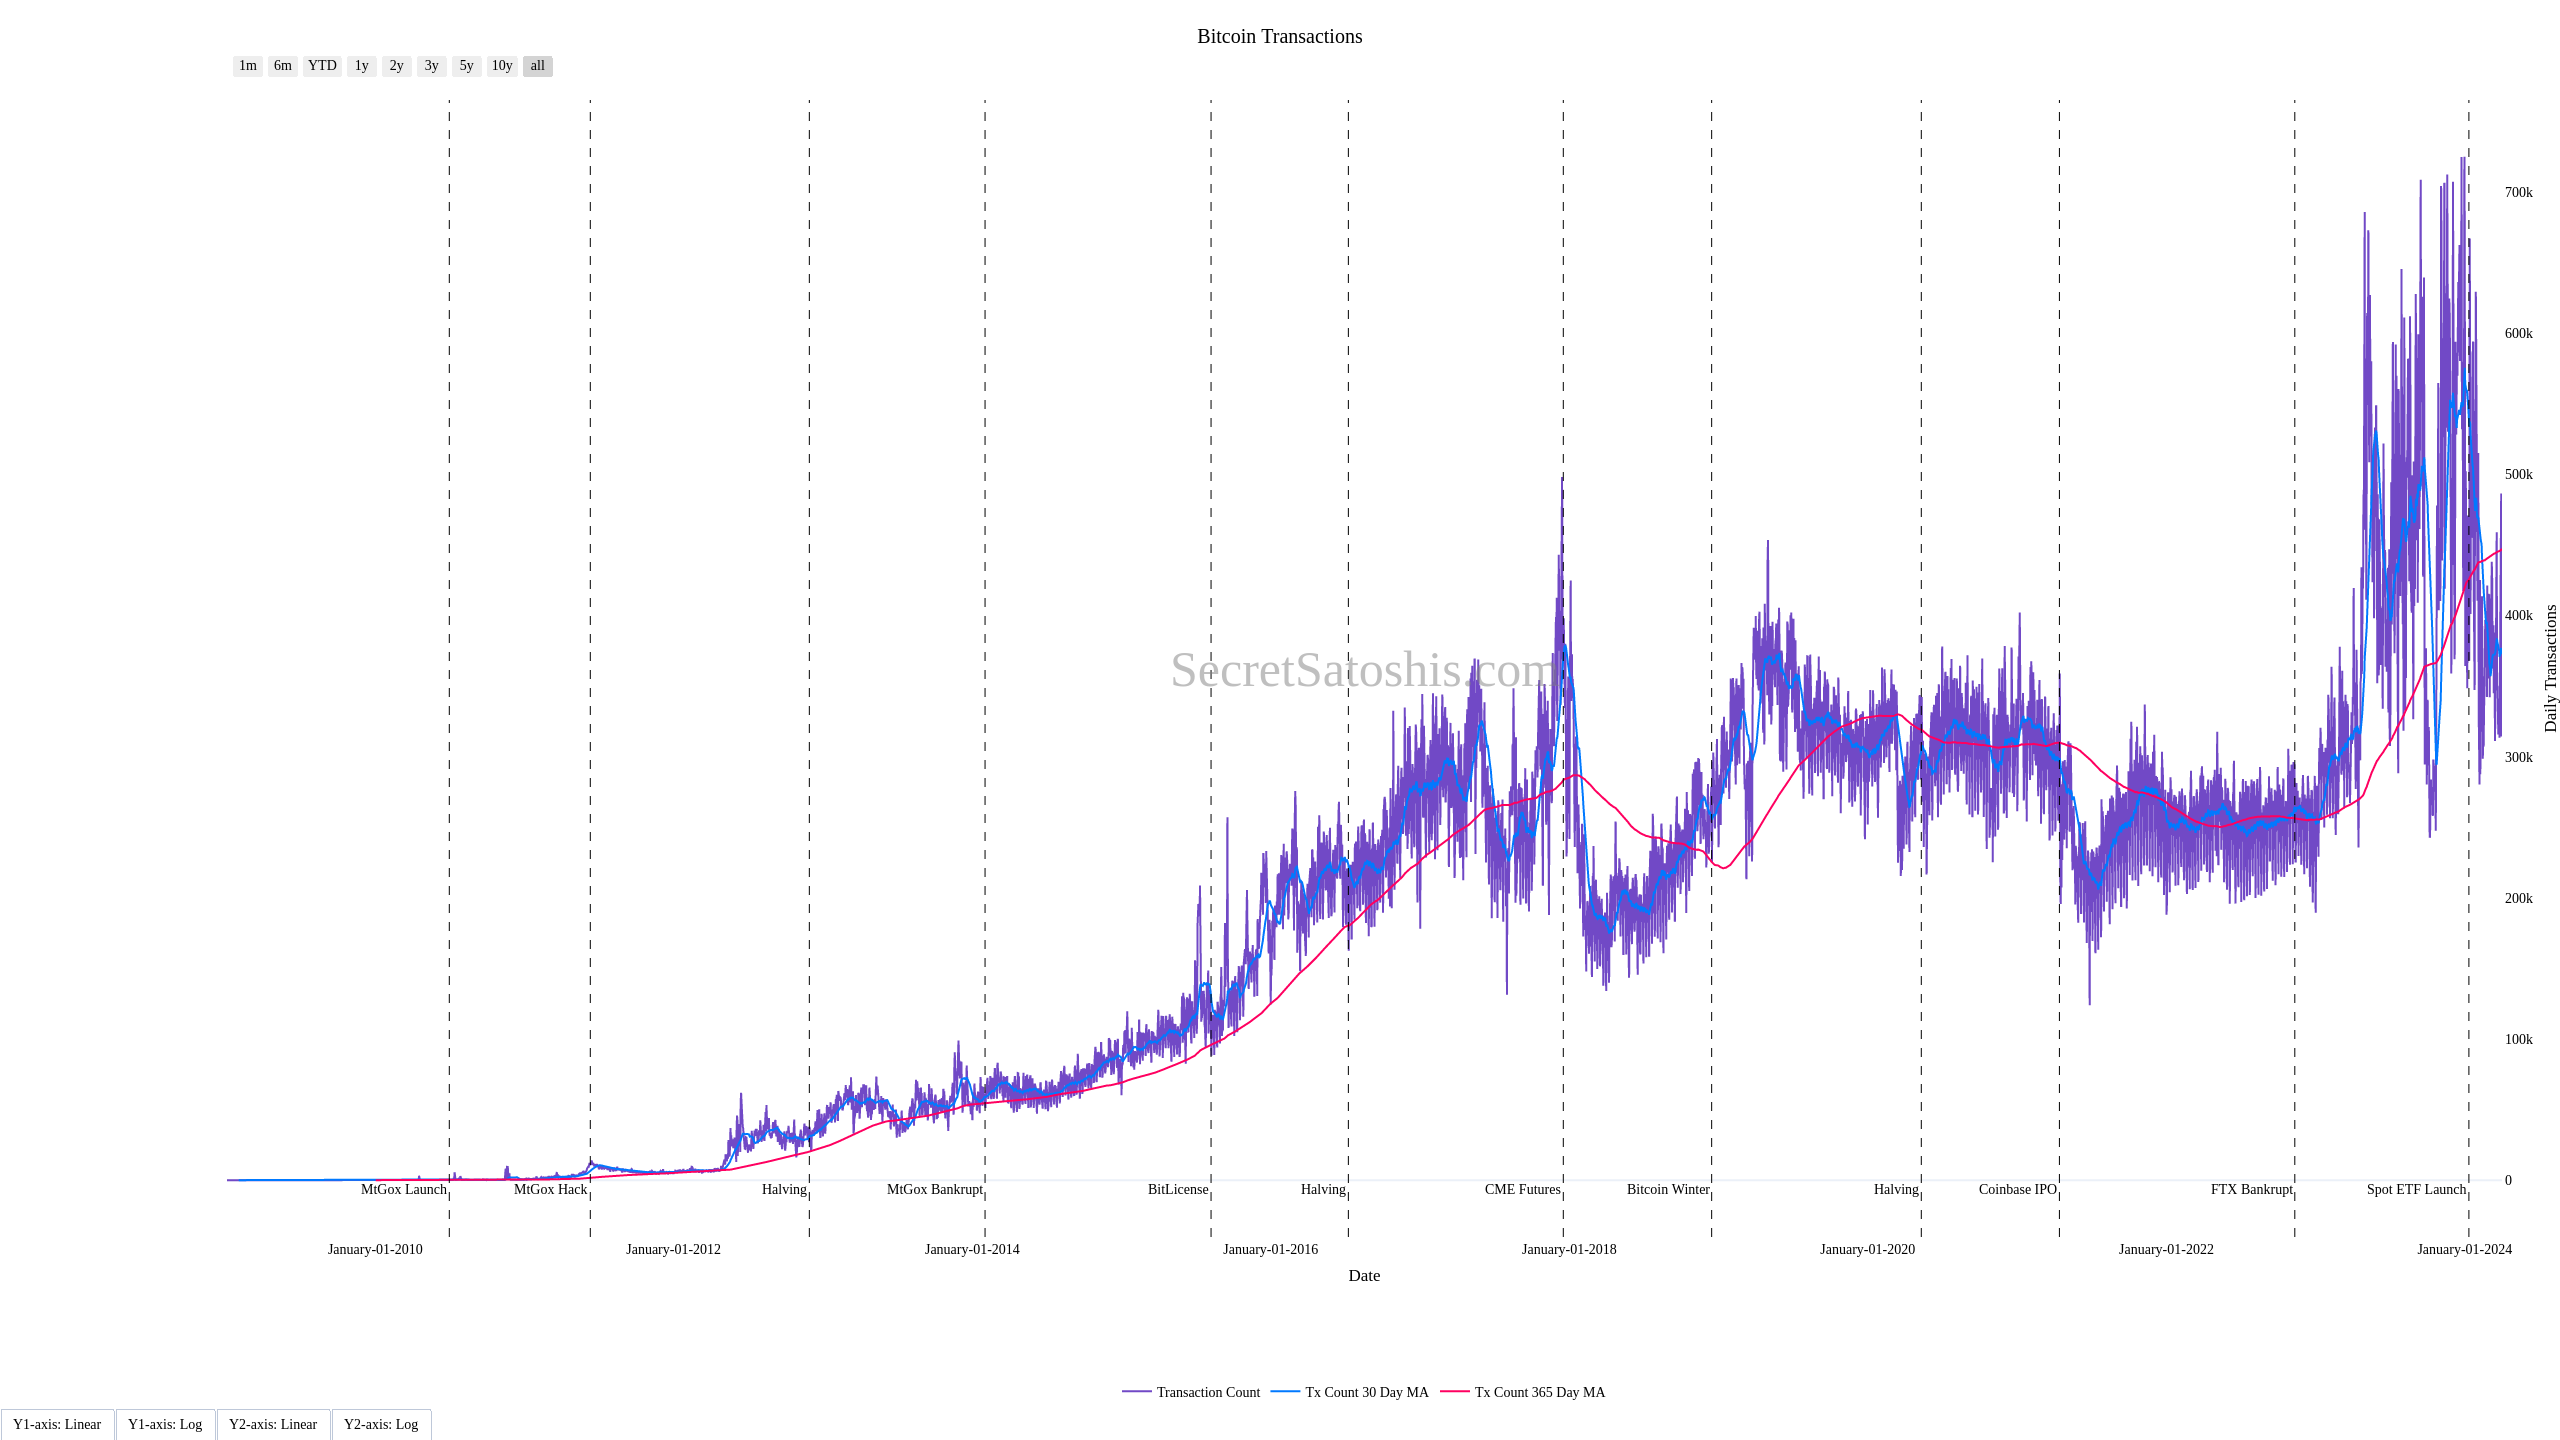 Bitcoin Transactions
1m 6m YTD 1y 2y 3y 5y 10y all
700k
600k
500k
400k
300k
200k
100k
0
Daily Transactions
SecretSatoshis.com
MtGox Launch MtGox Hack Halving MtGox Bankrupt BitLicense Halving CME Futures Bitcoin Winter Halving Coinbase IPO FTX Bankrupt Spot ETF Launch
January-01-2010 January-01-2012 January-01-2014 January-01-2016 January-01-2018 January-01-2020 January-01-2022 January-01-2024
Date
Transaction Count Tx Count 30 Day MA Tx Count 365 Day MA
Y1-axis: Linear Y1-axis: Log Y2-axis: Linear Y2-axis: Log